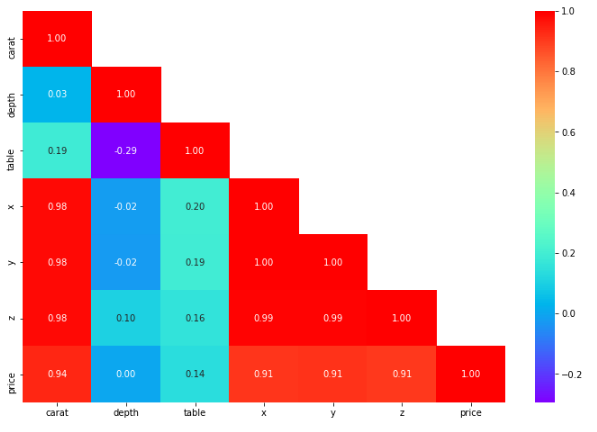 carat 1.00
depth 0.03 1.00
table 0.19 -0.29 1.00
x 0.98 -0.02 0.20 1.00
y 0.98 -0.02 0.19 1.00 1.00
z 0.98 0.10 0.16 0.99 0.99 1.00
price 0.94 0.00 0.14 0.91 0.91 0.91 1.00
carat depth table x y z price
1.0
0.8
0.6
0.4
0.2
0.0
−0.2